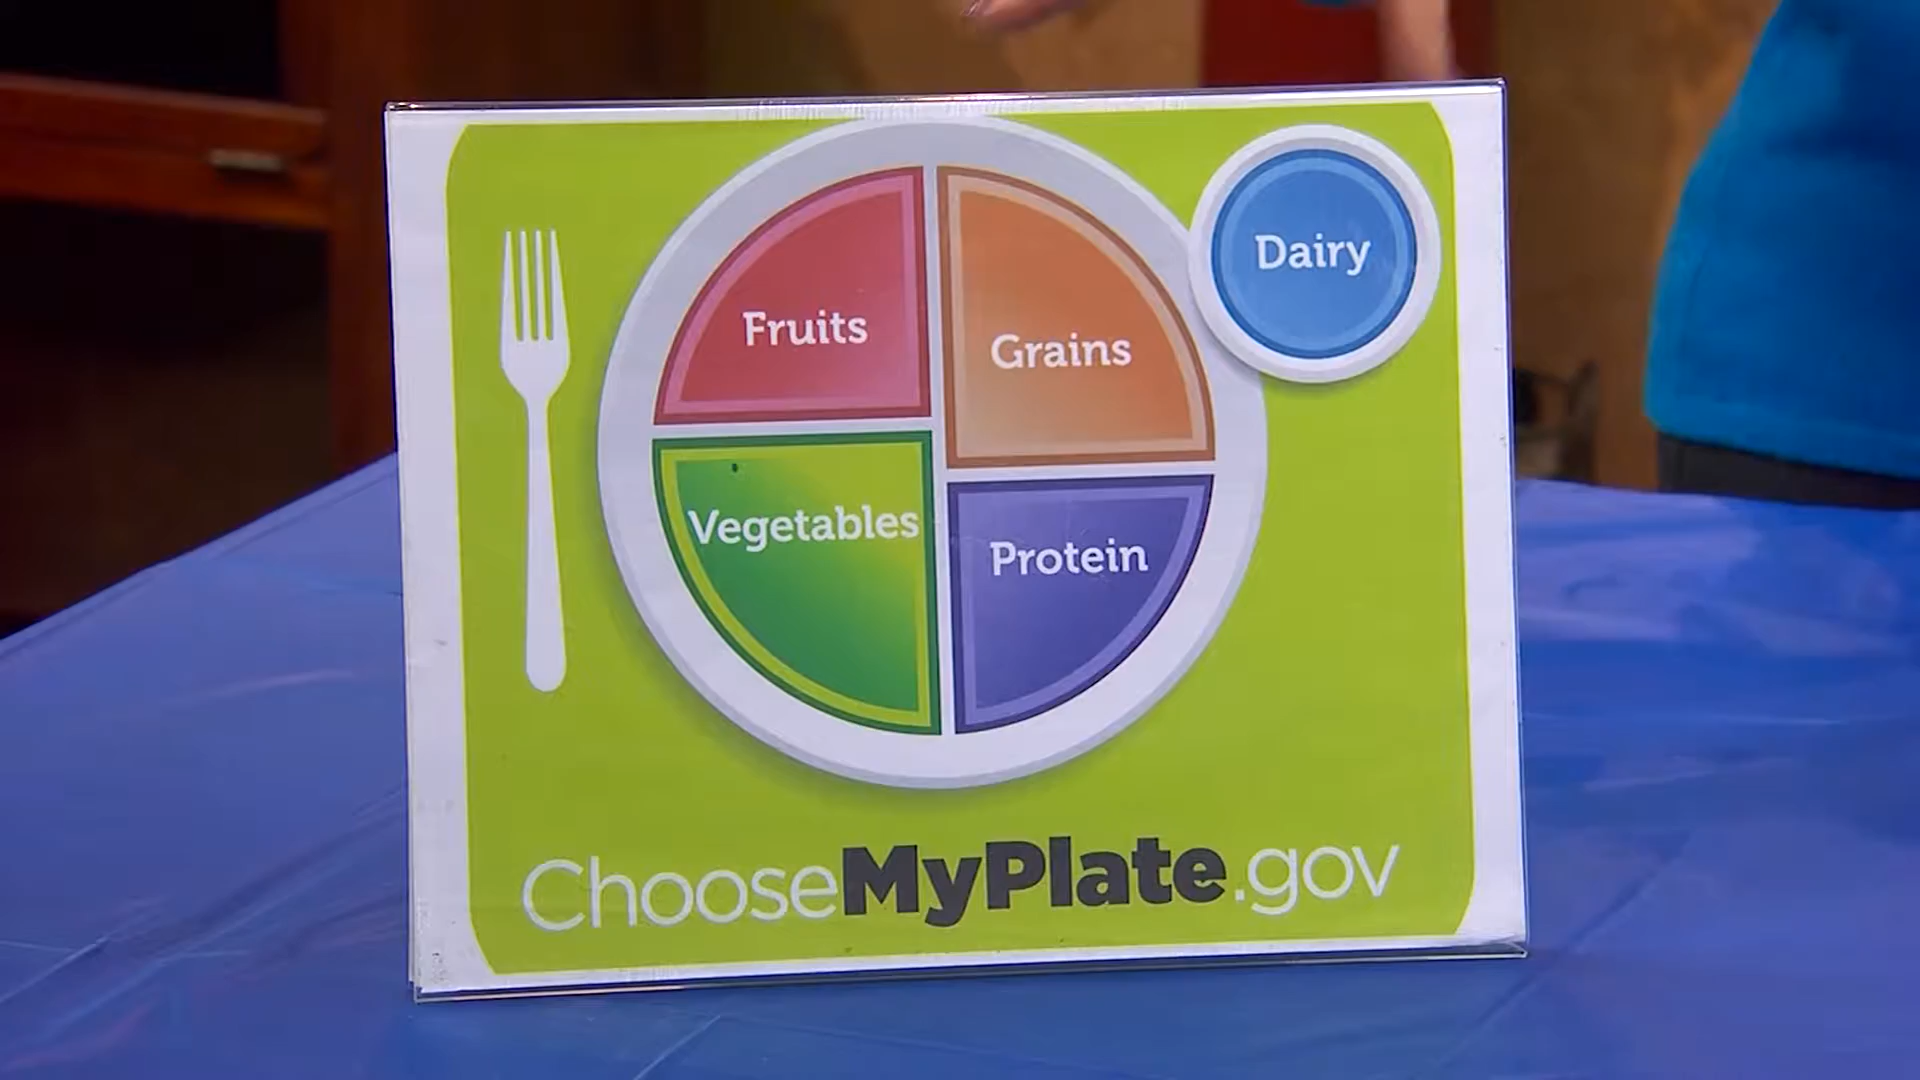 Fruits
Grains
Dairy
Vegetables
Protein
ChooseMyPlate.gov